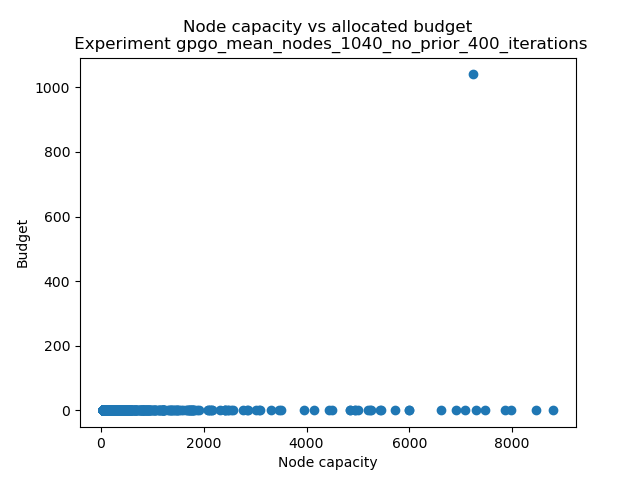 Node capacity vs allocated budget
Experiment gpgo_mean_nodes_1040_no_prior_400_iterations
1000
800
600
400
200
0
Budget
0 2000 4000 6000 8000
Node capacity